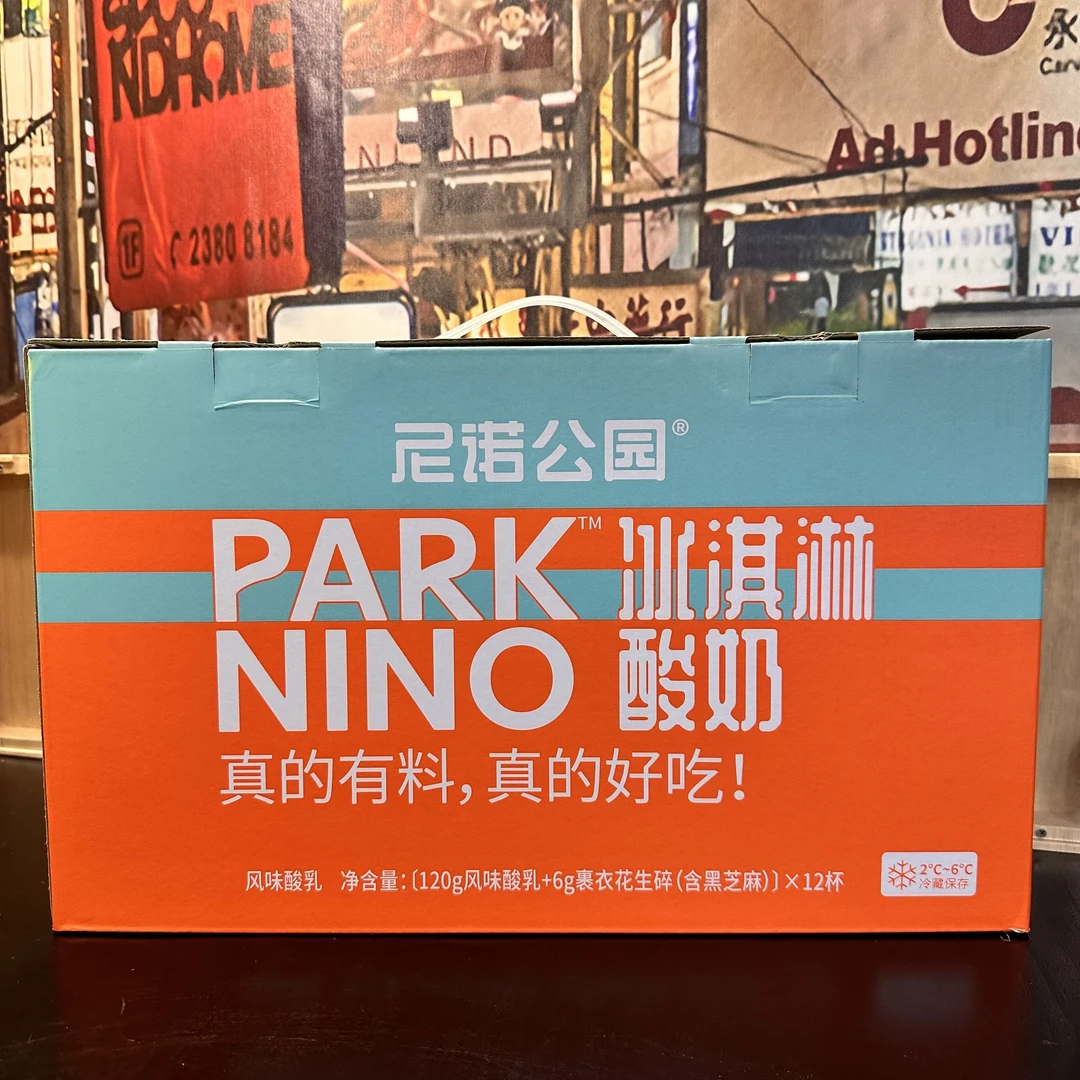 NDHOME
1F
2380 8184
永
Ad Hotlin
VI
尼诺公园®
PARK™ 冰淇淋
NINO 酸奶
真的有料，真的好吃！
风味酸乳 净含量：〔120g风味酸乳+6g裹衣花生碎（含黑芝麻）〕×12杯
2℃~6℃
冷藏保存